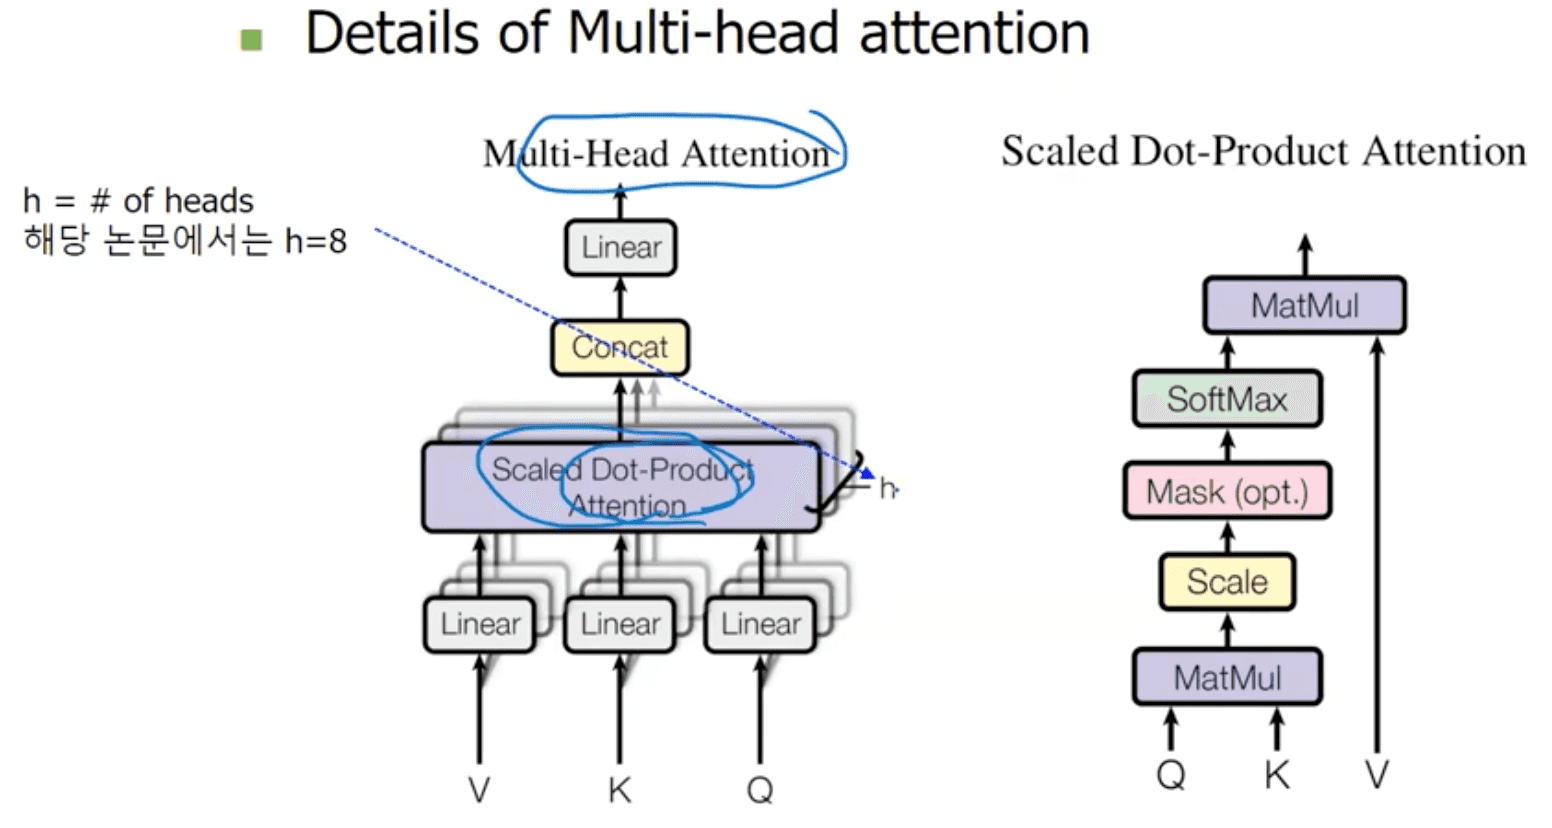 Details of Multi-head attention
Multi-Head Attention
h = # of heads
해당 논문에서는 h=8
Linear
Concat
Scaled Dot-Product
Attention
h
Linear Linear Linear
V K Q
Scaled Dot-Product Attention
MatMul
SoftMax
Mask (opt.)
Scale
MatMul
Q K V